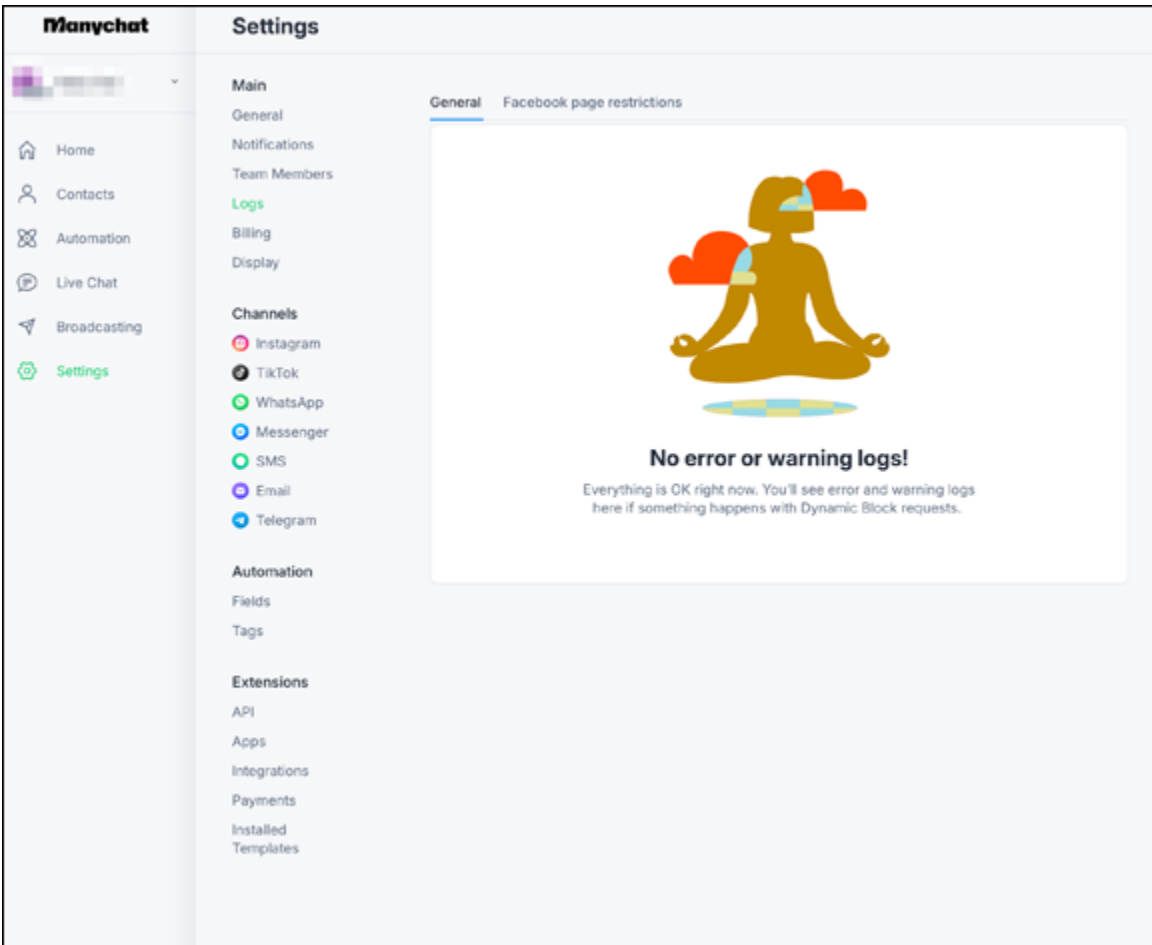 Manychat
Home
Contacts
Automation
Live Chat
Broadcasting
Settings
Settings
Main
General
Notifications
Team Members
Logs
Billing
Display
Channels
Instagram
TikTok
WhatsApp
Messenger
SMS
Email
Telegram
Automation
Fields
Tags
Extensions
API
Apps
Integrations
Payments
Installed
Templates
General Facebook page restrictions
No error or warning logs!
Everything is OK right now. You'll see error and warning logs
here if something happens with Dynamic Block requests.